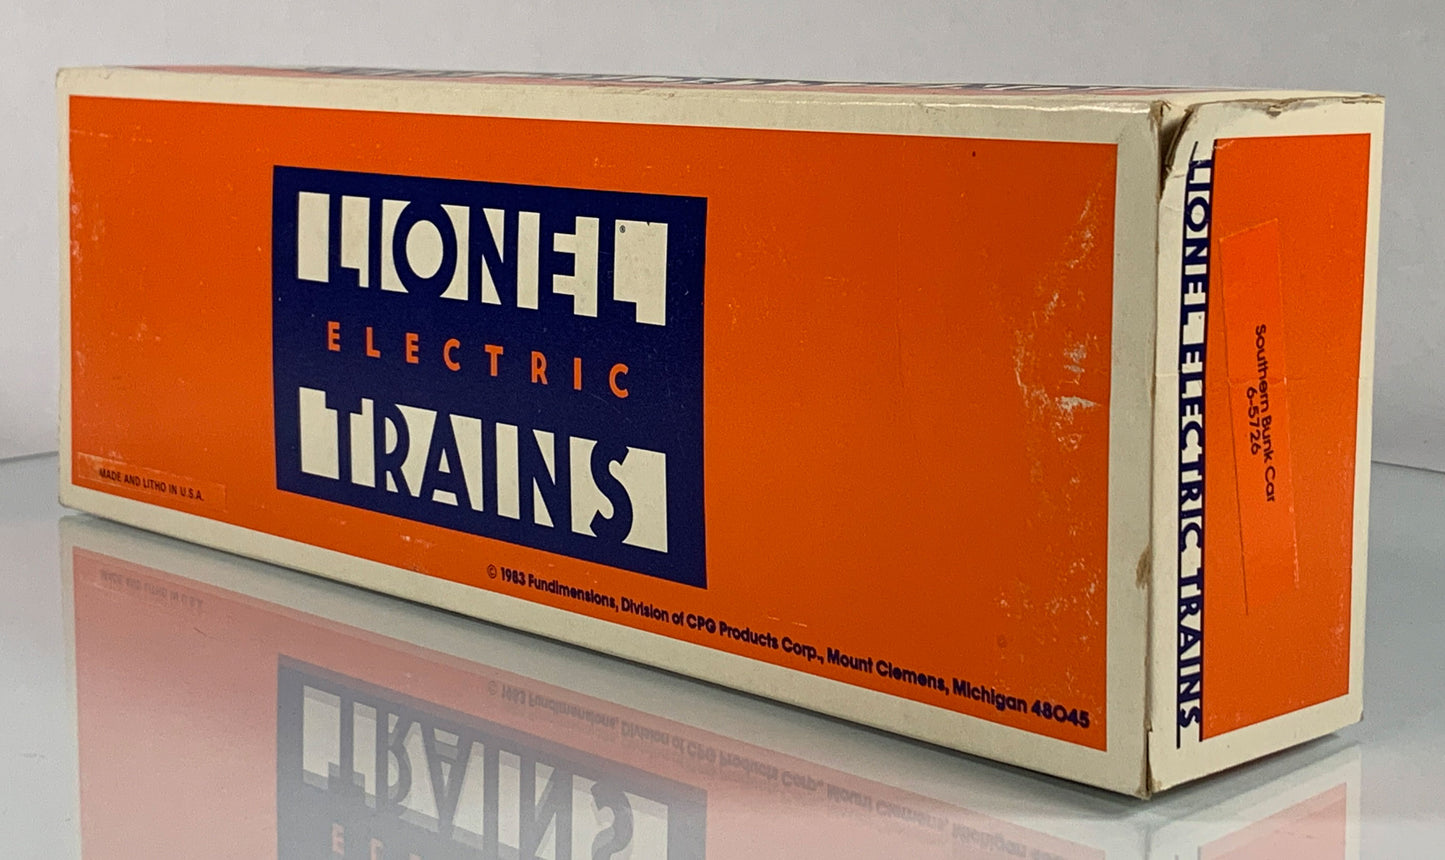 LIONEL®
ELECTRIC
TRAINS
MADE AND LITHO IN U.S.A.
© 1983 Fundimensions, Division of CPG Products Corp., Mount Clemens, Michigan 48045
LIONEL ELECTRIC TRAINS
Southern Bunk Car
6-5726